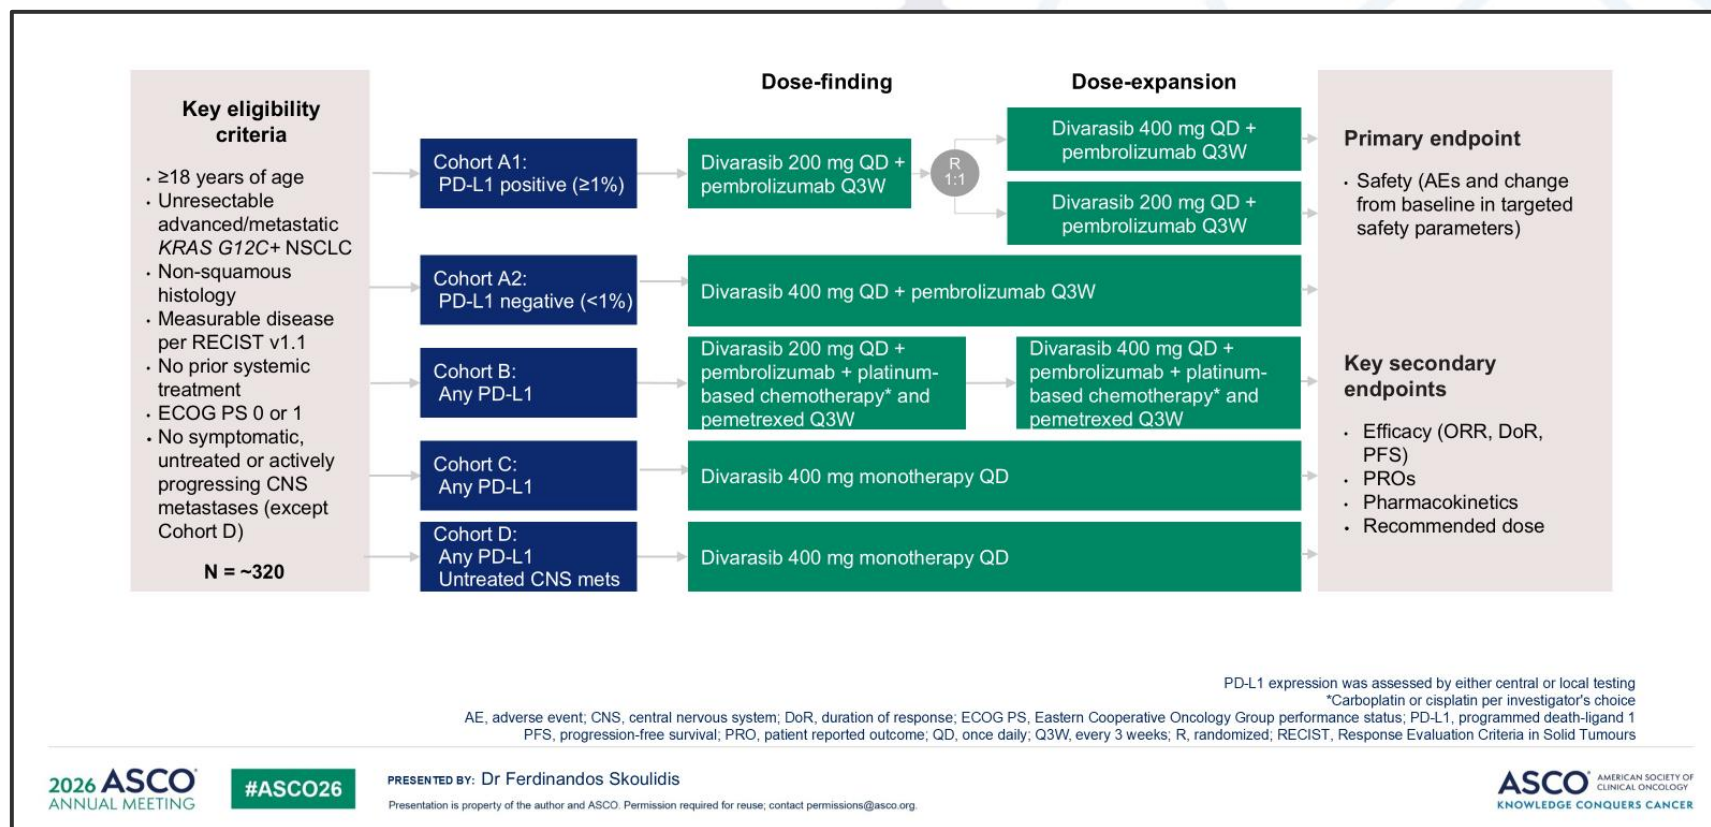 Key eligibility
criteria
· ≥18 years of age
· Unresectable
advanced/metastatic
KRAS G12C+ NSCLC
· Non-squamous
histology
· Measurable disease
per RECIST v1.1
· No prior systemic
treatment
· ECOG PS 0 or 1
· No symptomatic,
untreated or actively
progressing CNS
metastases (except
Cohort D)
N = ~320
Dose-finding
Dose-expansion
Cohort A1:
PD-L1 positive (≥1%)
Divarasib 200 mg QD +
pembrolizumab Q3W
R
1:1
Divarasib 400 mg QD +
pembrolizumab Q3W
Divarasib 200 mg QD +
pembrolizumab Q3W
Cohort A2:
PD-L1 negative (<1%)
Divarasib 400 mg QD + pembrolizumab Q3W
Cohort B:
Any PD-L1
Divarasib 200 mg QD +
pembrolizumab + platinum-
based chemotherapy* and
pemetrexed Q3W
Divarasib 400 mg QD +
pembrolizumab + platinum-
based chemotherapy* and
pemetrexed Q3W
Cohort C:
Any PD-L1
Divarasib 400 mg monotherapy QD
Cohort D:
Any PD-L1
Untreated CNS mets
Divarasib 400 mg monotherapy QD
Primary endpoint
· Safety (AEs and change
from baseline in targeted
safety parameters)
Key secondary
endpoints
· Efficacy (ORR, DoR,
PFS)
· PROs
· Pharmacokinetics
· Recommended dose
PD-L1 expression was assessed by either central or local testing
*Carboplatin or cisplatin per investigator's choice
AE, adverse event; CNS, central nervous system; DoR, duration of response; ECOG PS, Eastern Cooperative Oncology Group performance status; PD-L1, programmed death-ligand 1
PFS, progression-free survival; PRO, patient reported outcome; QD, once daily; Q3W, every 3 weeks; R, randomized; RECIST, Response Evaluation Criteria in Solid Tumours
2026 ASCO®
ANNUAL MEETING
#ASCO26
PRESENTED BY: Dr Ferdinandos Skoulidis
Presentation is property of the author and ASCO. Permission required for reuse; contact permissions@asco.org.
ASCO® AMERICAN SOCIETY OF
CLINICAL ONCOLOGY
KNOWLEDGE CONQUERS CANCER